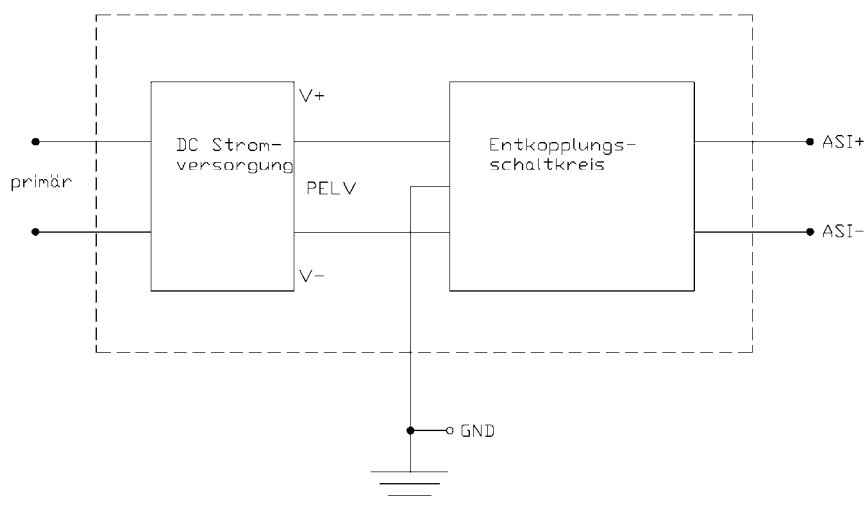 V+
DC Strom-
versorgung
Entkopplungs-
schaltkreis
ASI+
primär
PELV
ASI-
V-
GND